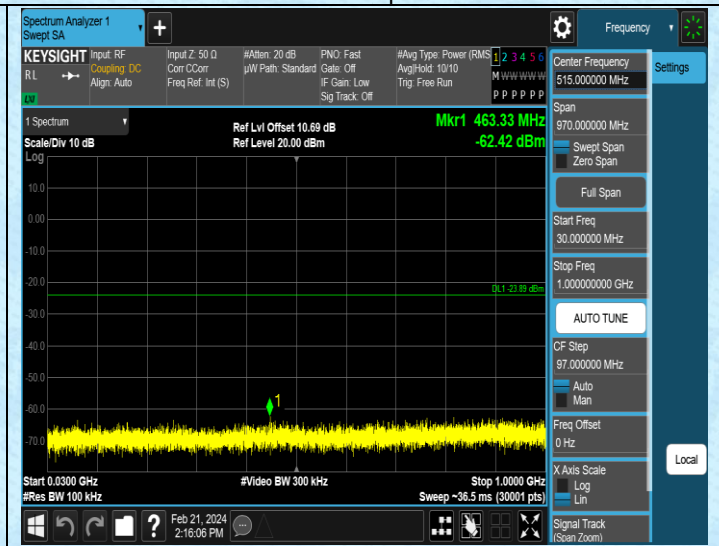 Spectrum Analyzer 1
Swept SA
+
Frequency
KEYSIGHT
RL
LXI
Input: RF
Coupling: DC
Align: Auto
Input Z: 50 Ω
Corr CCorr
Freq Ref: Int (S)
#Atten: 20 dB
µW Path: Standard
PNO: Fast
Gate: Off
IF Gain: Low
Sig Track: Off
#Avg Type: Power (RMS
Avg|Hold: 10/10
Trig: Free Run
1 2 3 4 5 6
M W W W W W
P P P P P P
1 Spectrum
Scale/Div 10 dB
Log
Ref Lvl Offset 10.69 dB
Ref Level 20.00 dBm
Mkr1 463.33 MHz
-62.42 dBm
10.0
0.00
-10.0
-20.0
DL1 -23.89 dBm
-30.0
-40.0
-50.0
-60.0
1
-70.0
Start 0.0300 GHz
#Res BW 100 kHz
#Video BW 300 kHz
Stop 1.0000 GHz
Sweep ~36.5 ms (30001 pts)
Center Frequency
515.000000 MHz
Span
970.000000 MHz
Swept Span
Zero Span
Full Span
Start Freq
30.000000 MHz
Stop Freq
1.000000000 GHz
AUTO TUNE
CF Step
97.000000 MHz
Auto
Man
Freq Offset
0 Hz
X Axis Scale
Log
Lin
Signal Track
(Span Zoom)
Settings
Local
?
Feb 21, 2024
2:16:06 PM